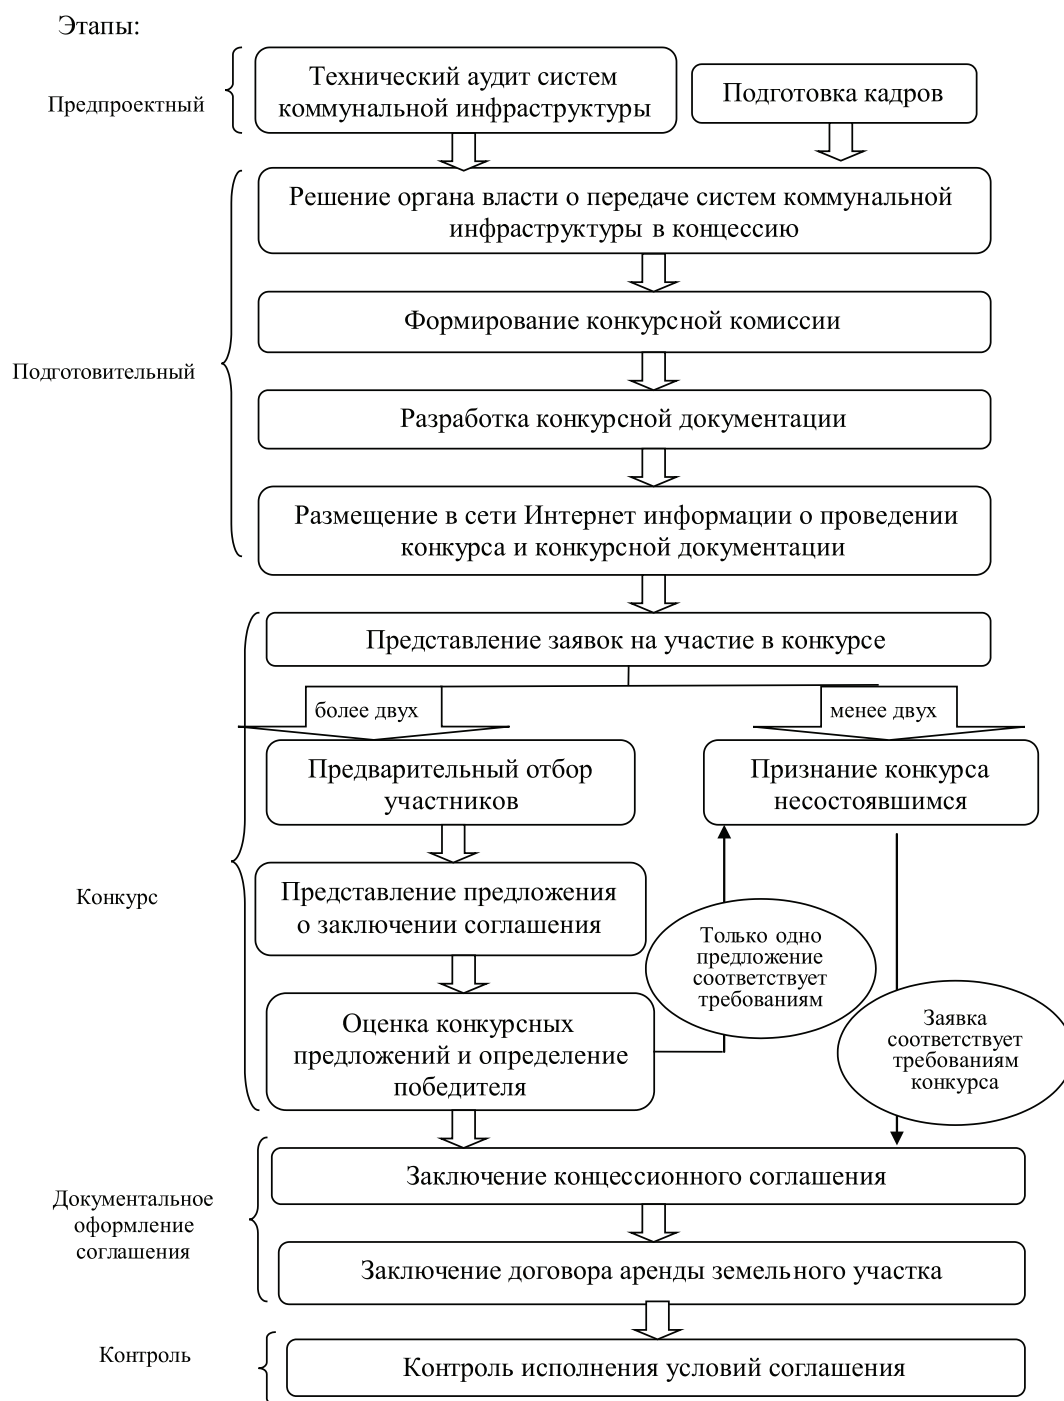 Этапы:
Предпроектный
Технический аудит систем
коммунальной инфраструктуры
Подготовка кадров
Подготовительный
Решение органа власти о передаче систем коммунальной
инфраструктуры в концессию
Формирование конкурсной комиссии
Разработка конкурсной документации
Размещение в сети Интернет информации о проведении
конкурса и конкурсной документации
Конкурс
Представление заявок на участие в конкурсе
более двух
менее двух
Предварительный отбор
участников
Признание конкурса
несостоявшимся
Представление предложения
о заключении соглашения
Только одно
предложение
соответствует
требованиям
Оценка конкурсных
предложений и определение
победителя
Заявка
соответствует
требованиям
конкурса
Документальное
оформление
соглашения
Заключение концессионного соглашения
Заключение договора аренды земельного участка
Контроль
Контроль исполнения условий соглашения